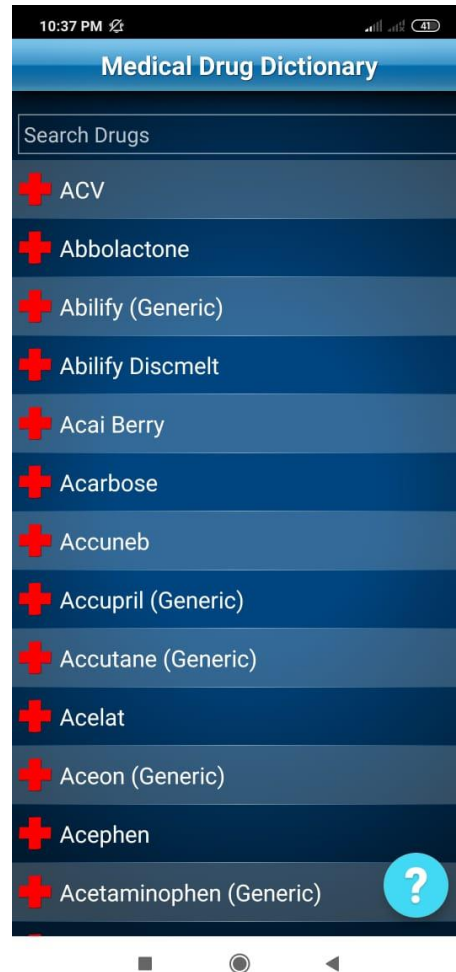 10:37 PM
41
Medical Drug Dictionary
Search Drugs
ACV
Abbolactone
Abilify (Generic)
Abilify Discmelt
Acai Berry
Acarbose
Accuneb
Accupril (Generic)
Accutane (Generic)
Acelat
Aceon (Generic)
Acephen
Acetaminophen (Generic)
?